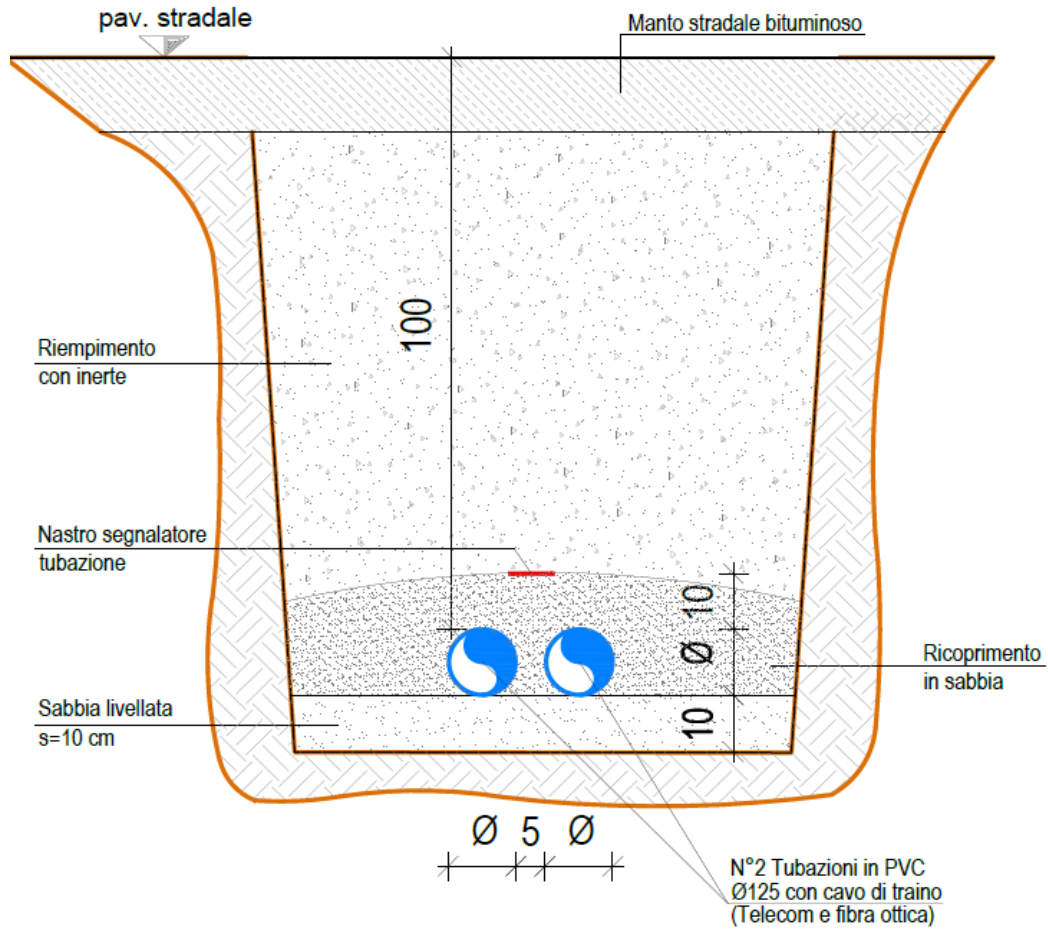 pav. stradale
Manto stradale bituminoso
100
Riempimento
con inerte
Nastro segnalatore
tubazione
10
Ø
Ricoprimento
in sabbia
10
Sabbia livellata
s=10 cm
Ø 5 Ø
N°2 Tubazioni in PVC
Ø125 con cavo di traino
(Telecom e fibra ottica)